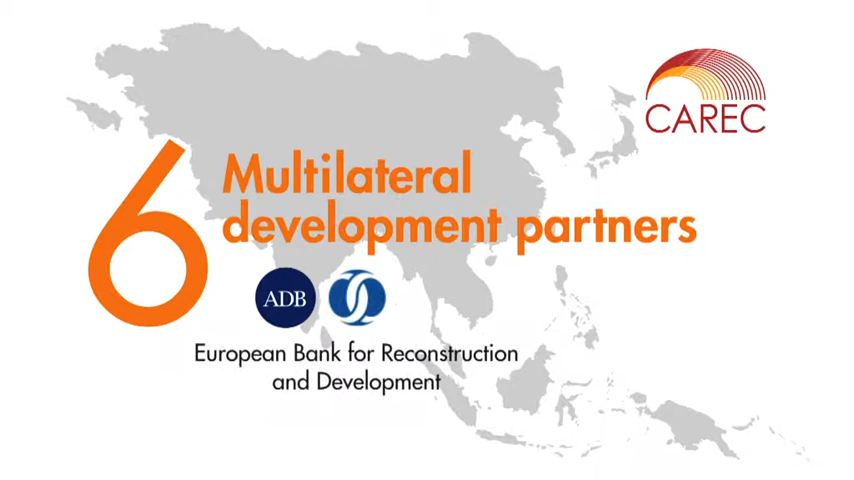 CAREC
6
Multilateral
development partners
ADB
European Bank for Reconstruction
and Development